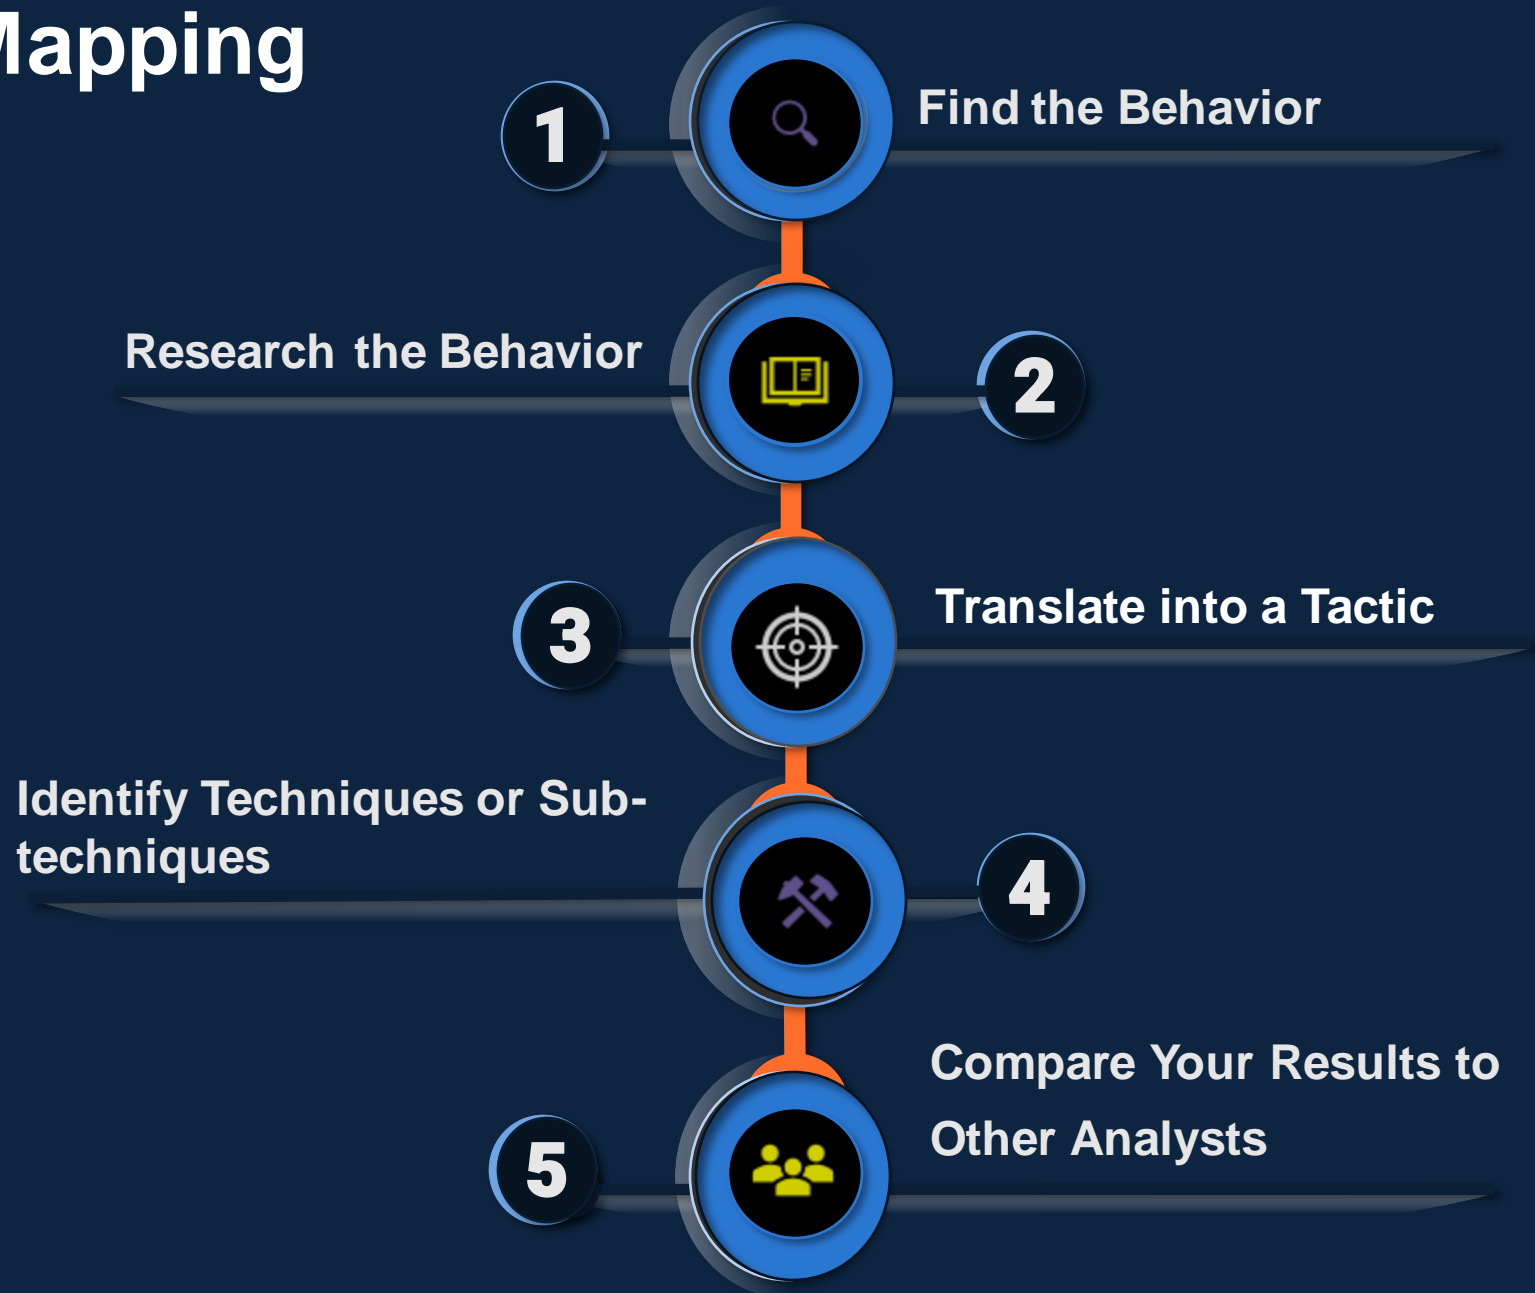 Mapping
1
Find the Behavior
Research the Behavior
2
3
Translate into a Tactic
Identify Techniques or Sub-
techniques
4
5
Compare Your Results to
Other Analysts